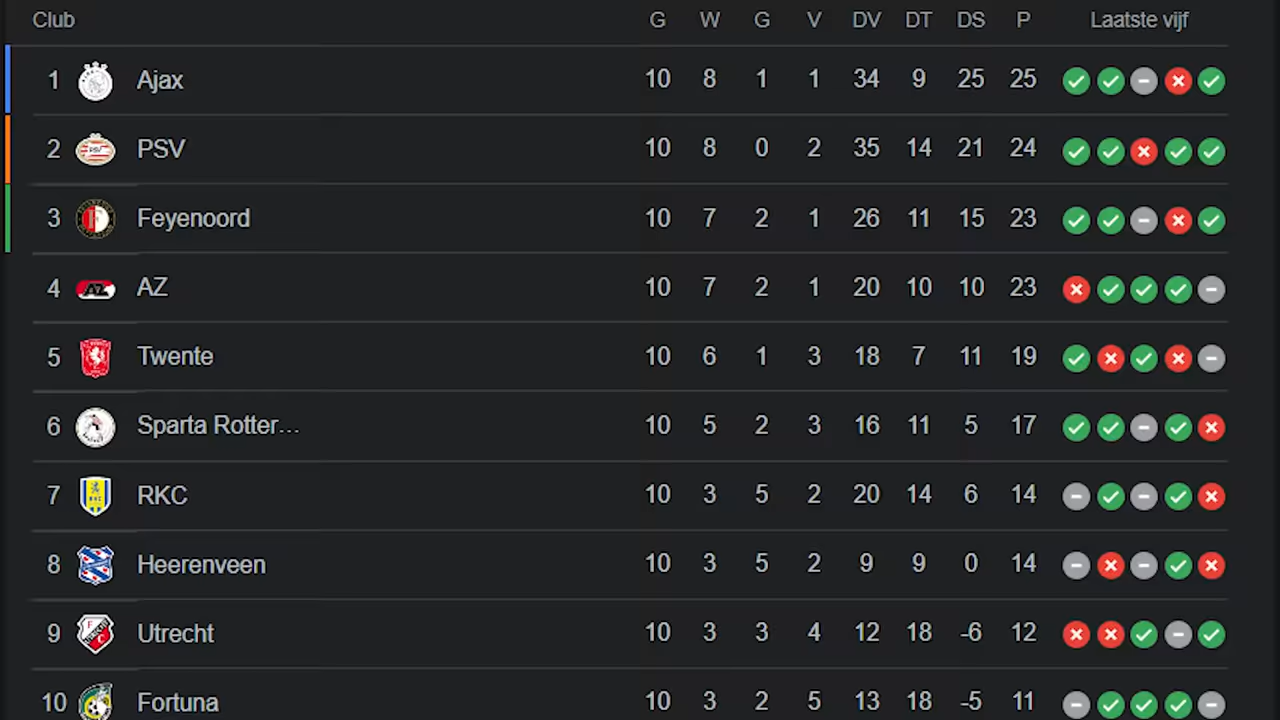 Club G W G V DV DT DS P Laatste vijf
1 Ajax 10 8 1 1 34 9 25 25
2 PSV 10 8 0 2 35 14 21 24
3 Feyenoord 10 7 2 1 26 11 15 23
4 AZ 10 7 2 1 20 10 10 23
5 Twente 10 6 1 3 18 7 11 19
6 Sparta Rotter... 10 5 2 3 16 11 5 17
7 RKC 10 3 5 2 20 14 6 14
8 Heerenveen 10 3 5 2 9 9 0 14
9 Utrecht 10 3 3 4 12 18 -6 12
10 Fortuna 10 3 2 5 13 18 -5 11